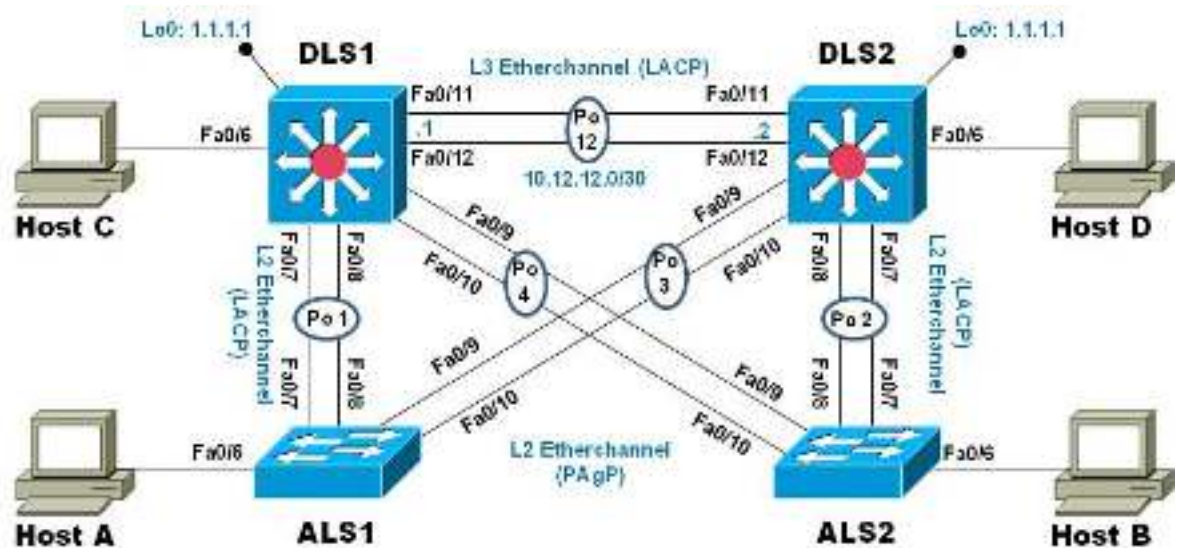 Lo0: 1.1.1.1
Lo0: 1.1.1.1
DLS1
DLS2
L3 Etherchannel (LACP)
Fa0/11
Fa0/11
Po
12
Fa0/6
.1
.2
Fa0/6
Fa0/12
Fa0/12
10.12.12.0/30
Host C
Host D
Fa0/9
Fa0/9
Fa0/10
Fa0/10
Po
4
Po
3
Fa0/7
Fa0/8
Fa0/8
Fa0/7
L2 Etherchannel
(LACP)
L2 Etherchannel
(LACP)
Po 1
Po 2
Fa0/7
Fa0/8
Fa0/9
Fa0/10
Fa0/9
Fa0/10
Fa0/8
Fa0/7
Fa0/6
L2 Etherchannel
(PAgP)
Fa0/6
Host A
ALS1
ALS2
Host B